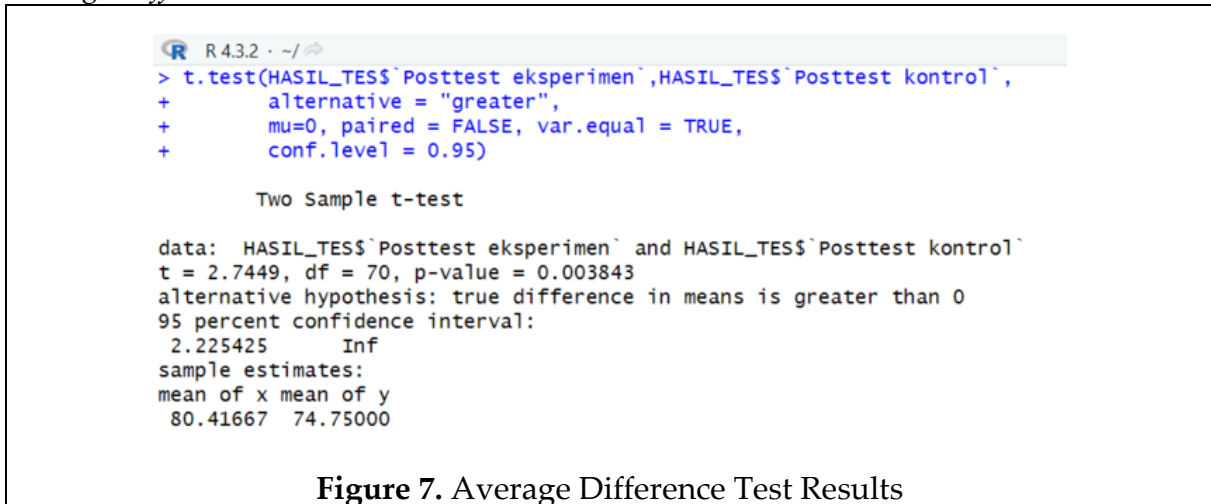 R 4.3.2 · ~/
> t.test(HASIL_TES$`Posttest eksperimen`,HASIL_TES$`Posttest kontrol`,
+ alternative = "greater",
+ mu=0, paired = FALSE, var.equal = TRUE,
+ conf.level = 0.95)
Two Sample t-test
data: HASIL_TES$`Posttest eksperimen` and HASIL_TES$`Posttest kontrol`
t = 2.7449, df = 70, p-value = 0.003843
alternative hypothesis: true difference in means is greater than 0
95 percent confidence interval:
2.225425 Inf
sample estimates:
mean of x mean of y
80.41667 74.75000
Figure 7. Average Difference Test Results